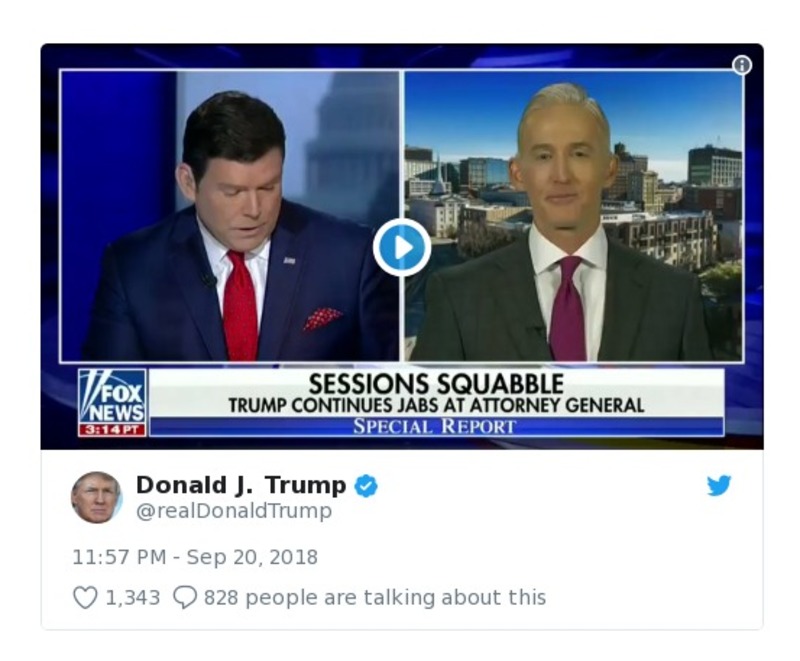 SESSIONS SQUABBLE
TRUMP CONTINUES JABS AT ATTORNEY GENERAL
SPECIAL REPORT
FOX
NEWS
3:14 PT
Donald J. Trump
@realDonaldTrump
11:57 PM - Sep 20, 2018
1,343 828 people are talking about this